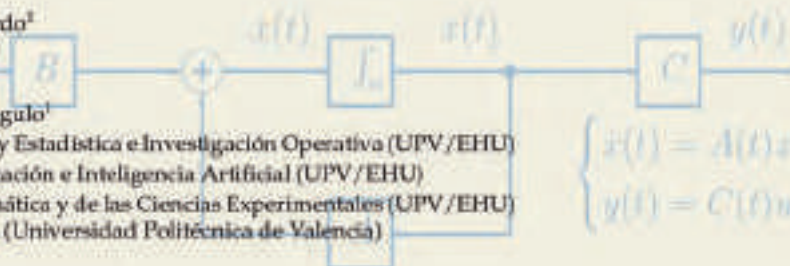 do²
x(t) x(t) y(t)
B + C
gulo¹
y Estadística e Investigación Operativa (UPV/EHU)
ación e Inteligencia Artificial (UPV/EHU)
ática y de las Ciencias Experimentales (UPV/EHU)
(Universidad Politécnica de Valencia)
y(t) = C(t)